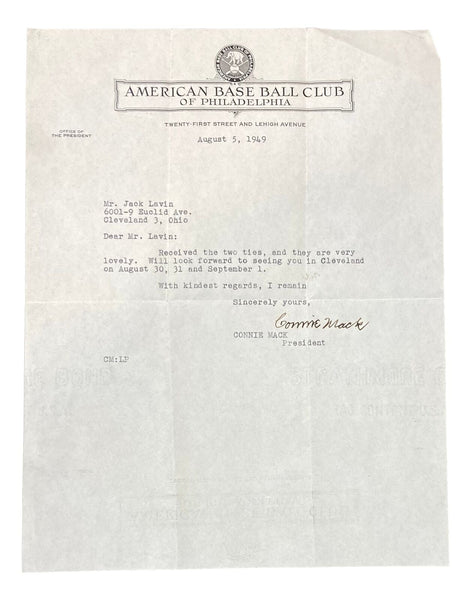 AMERICAN BASE BALL CLUB
OF PHILADELPHIA
TWENTY-FIRST STREET AND LEHIGH AVENUE
OFFICE OF
THE PRESIDENT
August 5, 1949
Mr. Jack Lavin
6001-9 Euclid Ave.
Cleveland 3, Ohio
Dear Mr. Lavin:
Received the two ties, and they are very
lovely. Will look forward to seeing you in Cleveland
on August 30, 31 and September 1.
With kindest regards, I remain
Sincerely yours,
Connie Mack
CONNIE MACK
President
CM:LP